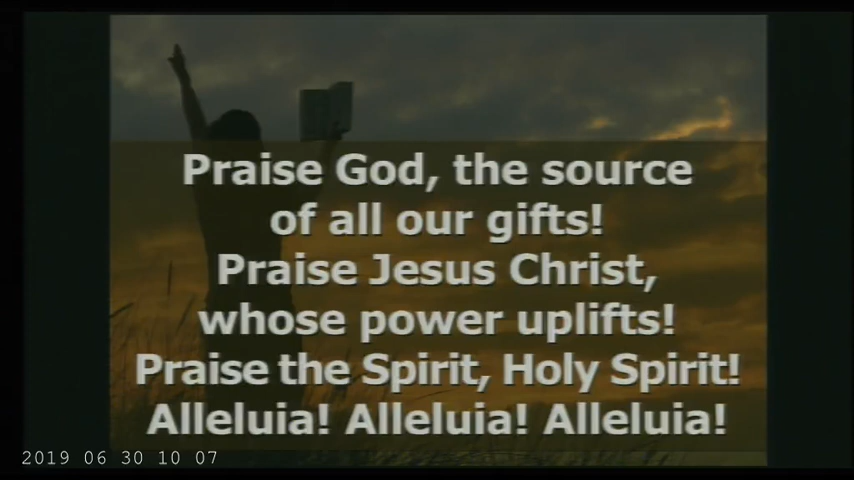 Praise God, the source
of all our gifts!
Praise Jesus Christ,
whose power uplifts!
Praise the Spirit, Holy Spirit!
Alleluia! Alleluia! Alleluia!
2019 06 30 10 07